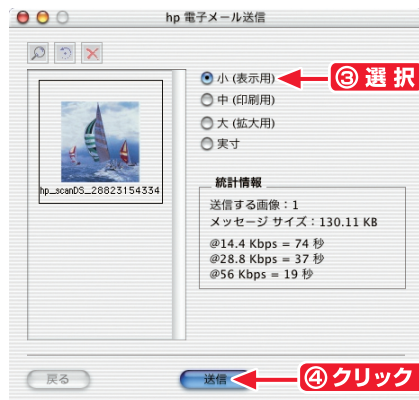 hp 電子メール送信
小 (表示用)
③ 選 択
中 (印刷用)
大 (拡大用)
実寸
hp_scanDS_28823154334
統計情報
送信する画像：1
メッセージ サイズ：130.11 KB
@14.4 Kbps = 74 秒
@28.8 Kbps = 37 秒
@56 Kbps = 19 秒
戻る
送信
④ クリック